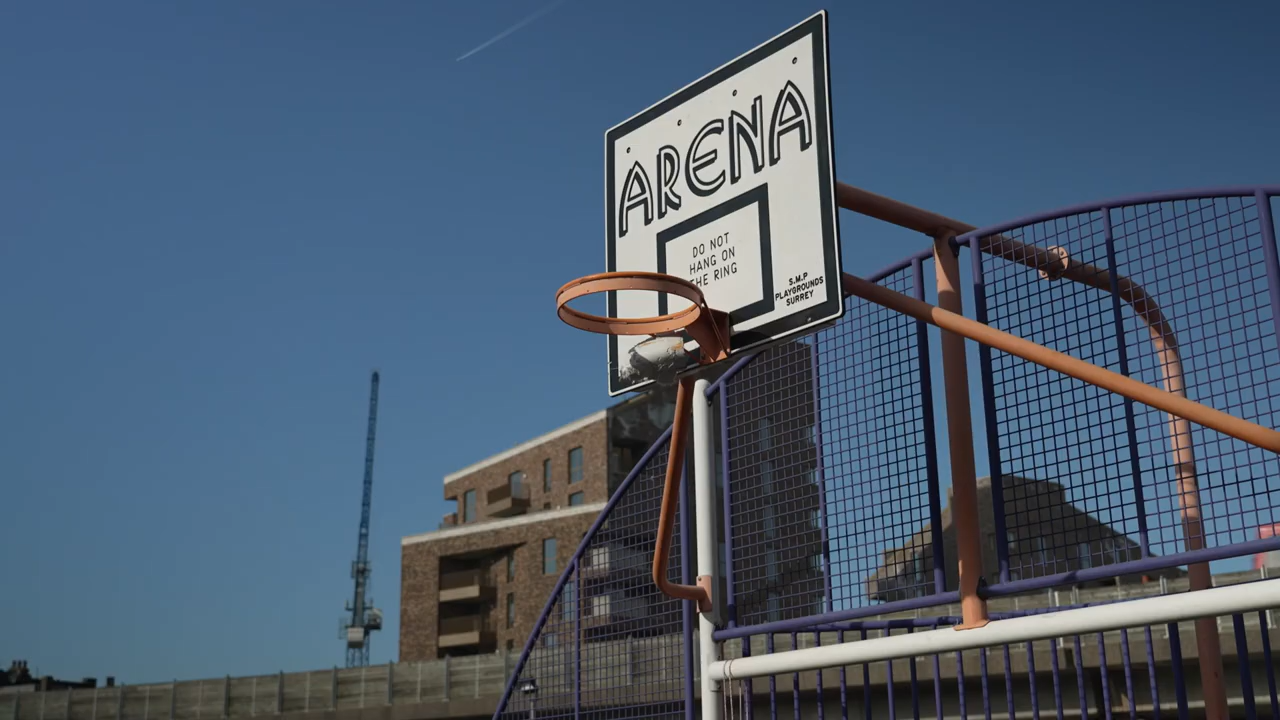 ARENA
DO NOT
HANG ON
THE RING
S.M.P
PLAYGROUNDS
SURREY